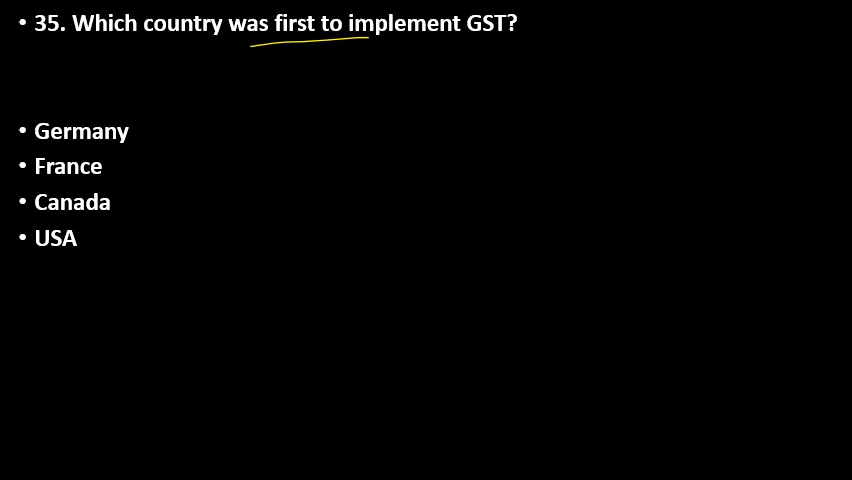 • 35. Which country was first to implement GST?
• Germany
• France
• Canada
• USA